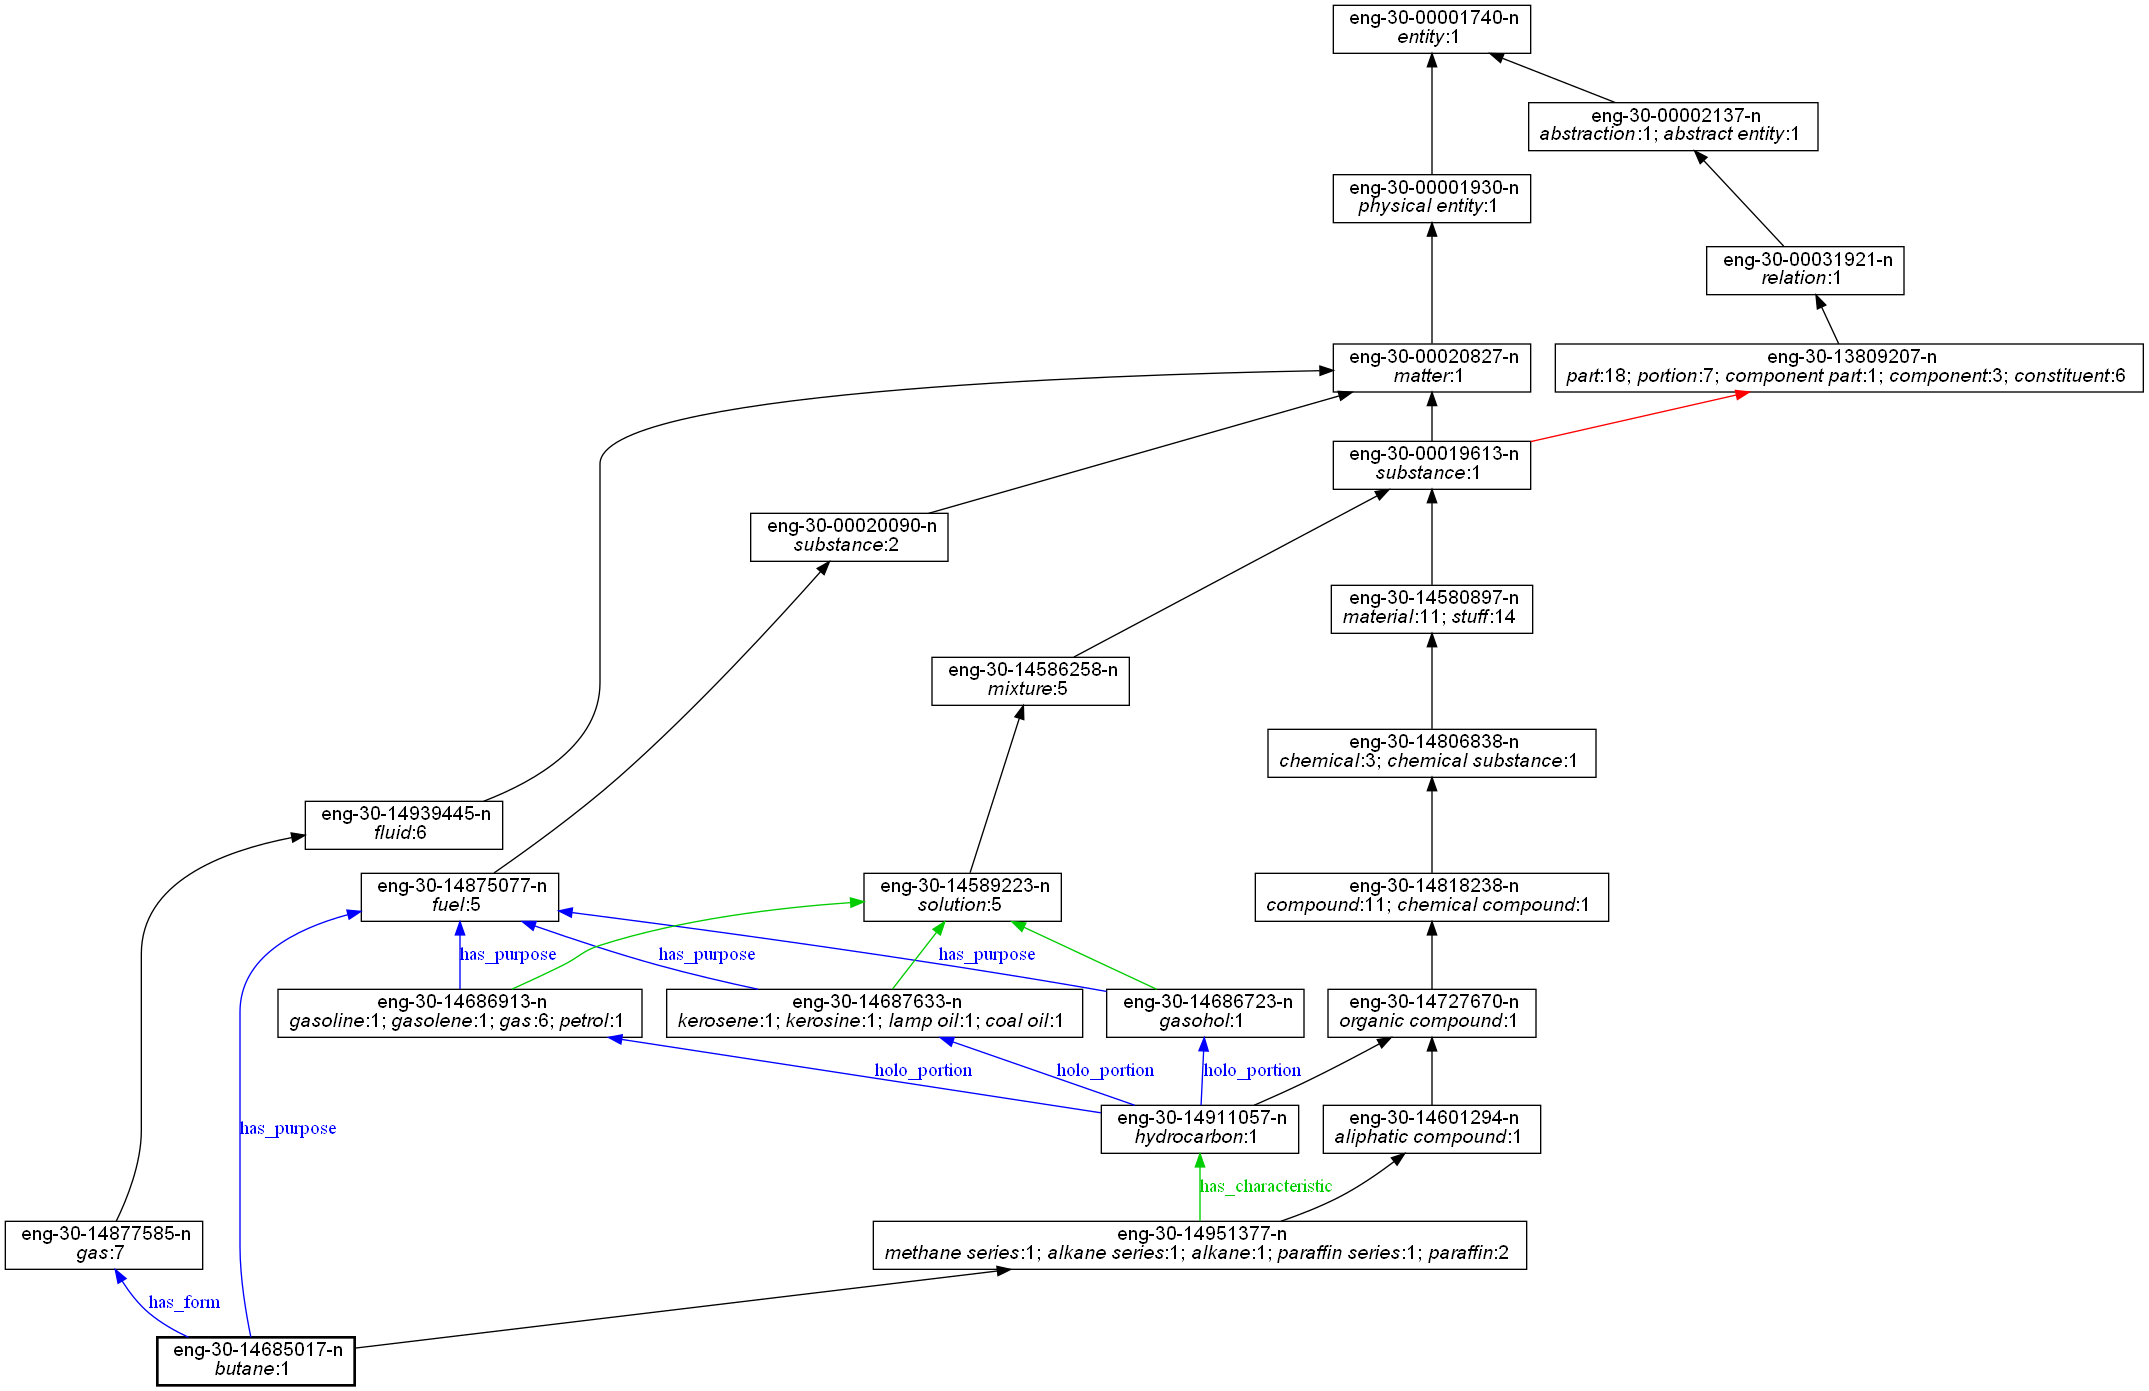 eng-30-00001740-n
entity:1
eng-30-00002137-n
abstraction:1; abstract entity:1
eng-30-00001930-n
physical entity:1
eng-30-00031921-n
relation:1
eng-30-00020827-n
matter:1
eng-30-13809207-n
part:18; portion:7; component part:1; component:3; constituent:6
eng-30-00019613-n
substance:1
eng-30-00020090-n
substance:2
eng-30-14580897-n
material:11; stuff:14
eng-30-14586258-n
mixture:5
eng-30-14806838-n
chemical:3; chemical substance:1
eng-30-14939445-n
fluid:6
eng-30-14875077-n
fuel:5
eng-30-14589223-n
solution:5
eng-30-14818238-n
compound:11; chemical compound:1
has_purpose
has_purpose
has_purpose
eng-30-14686913-n
gasoline:1; gasolene:1; gas:6; petrol:1
eng-30-14687633-n
kerosene:1; kerosine:1; lamp oil:1; coal oil:1
eng-30-14686723-n
gasohol:1
eng-30-14727670-n
organic compound:1
holo_portion
holo_portion
holo_portion
has_purpose
eng-30-14911057-n
hydrocarbon:1
eng-30-14601294-n
aliphatic compound:1
has_characteristic
eng-30-14877585-n
gas:7
eng-30-14951377-n
methane series:1; alkane series:1; alkane:1; paraffin series:1; paraffin:2
has_form
eng-30-14685017-n
butane:1